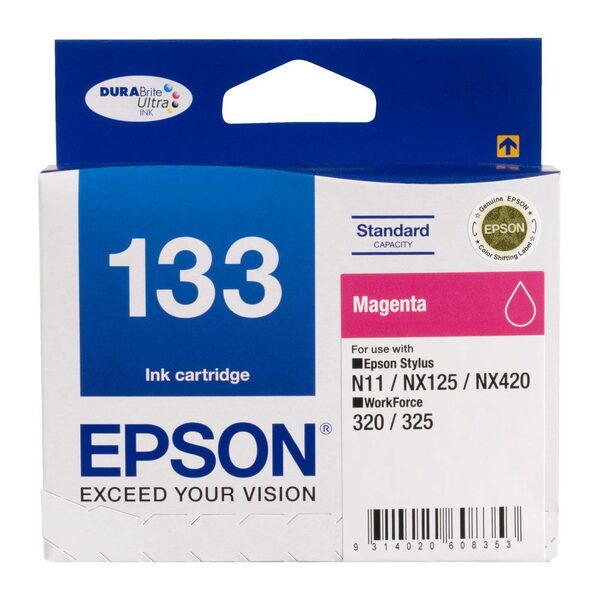 DURABrite
Ultra
INK
133
Ink cartridge
EPSON®
EXCEED YOUR VISION
Standard
CAPACITY
Genuine EPSON
EPSON
Color Shifting Label
Magenta
For use with
■Epson Stylus
N11 / NX125 / NX420
■WorkForce
320 / 325
9 314020 608353